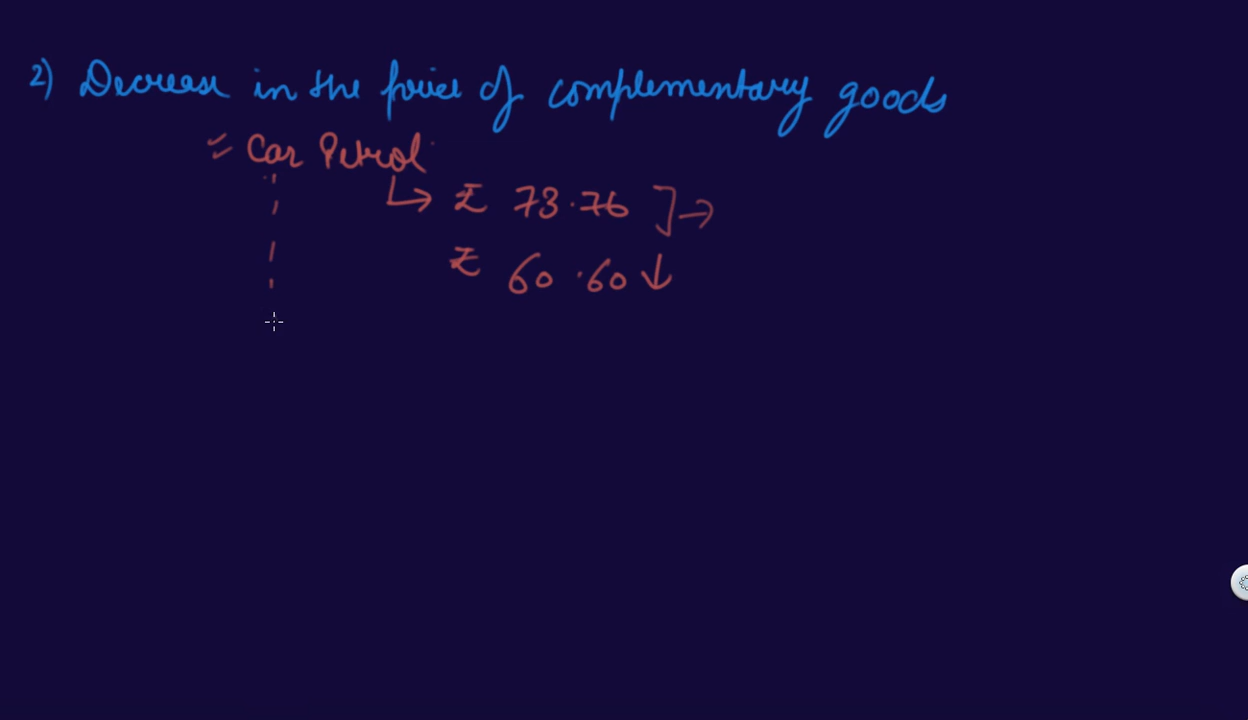 2) Decrease in the price of complementary goods
Car Petrol
₹ 73.76
₹ 60.60 ↓